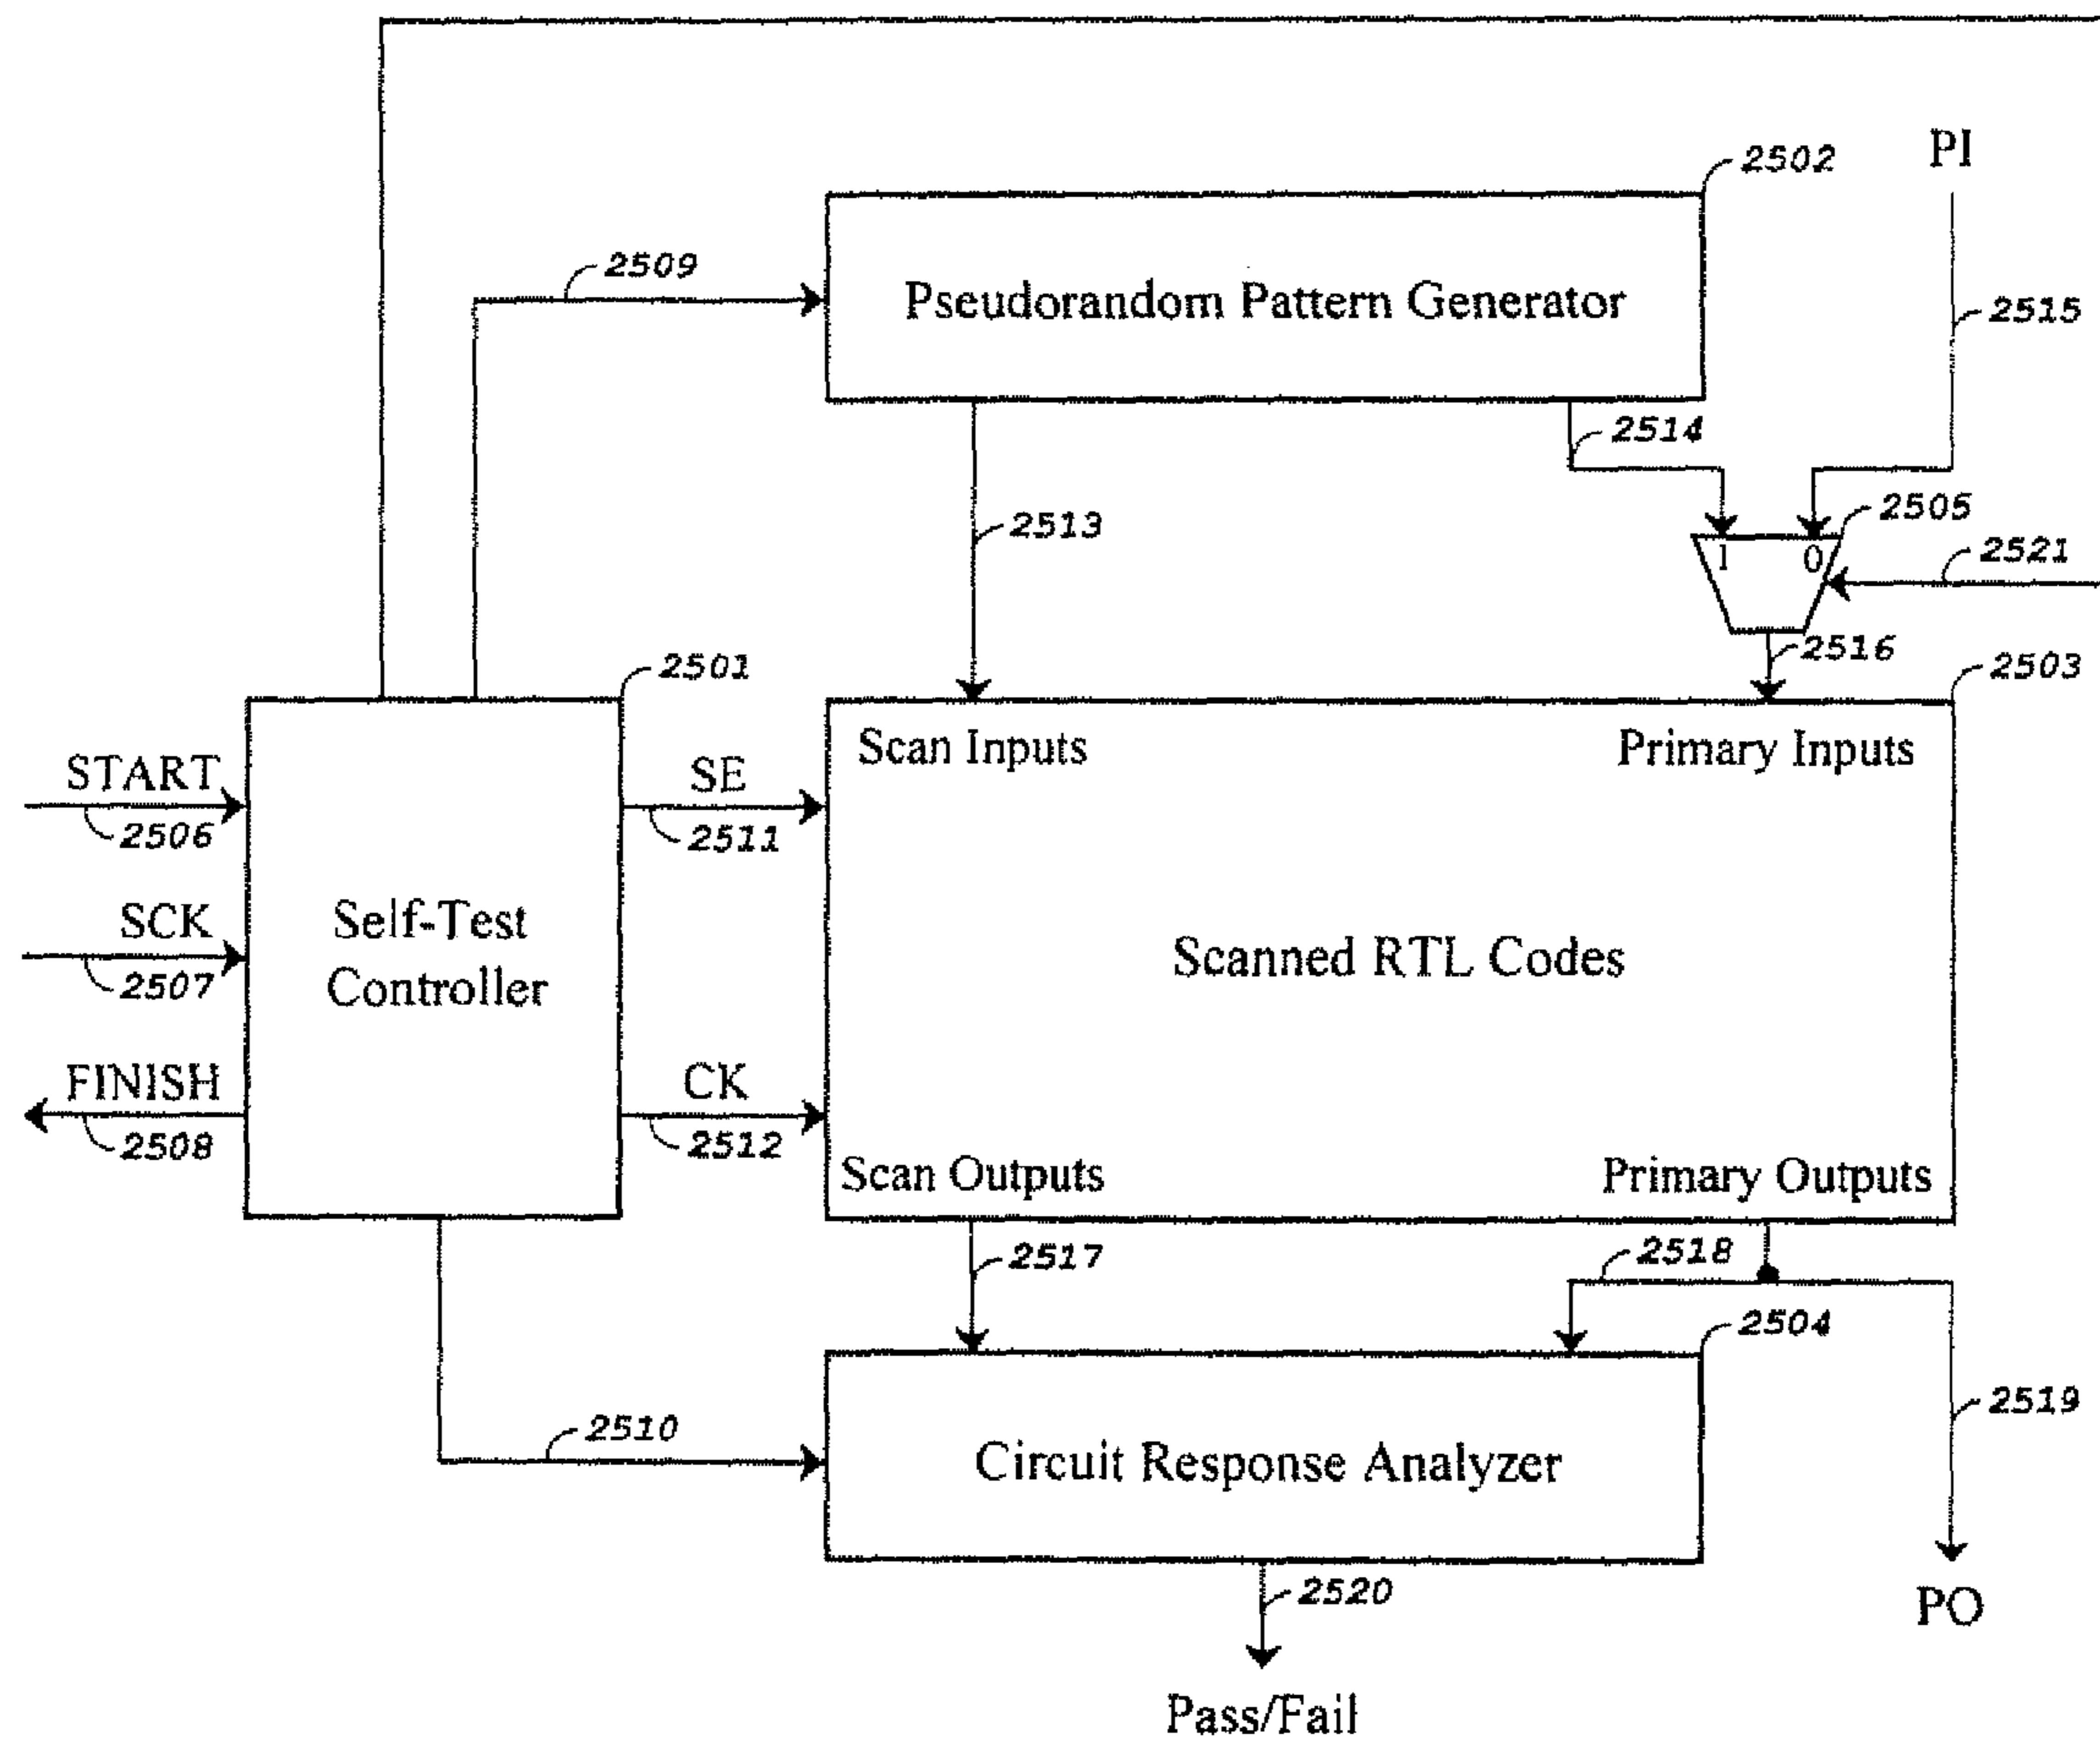 2502
PI
2509
Pseudorandom Pattern Generator
2515
2514
2513
2505
1
0
2521
2516
2501
2503
Scan Inputs
Primary Inputs
START
SE
2506
2511
SCK
Self-Test
Controller
Scanned RTL Codes
2507
FINISH
CK
2508
2512
Scan Outputs
Primary Outputs
2517
2518
2504
2519
2510
Circuit Response Analyzer
2520
PO
Pass/Fail